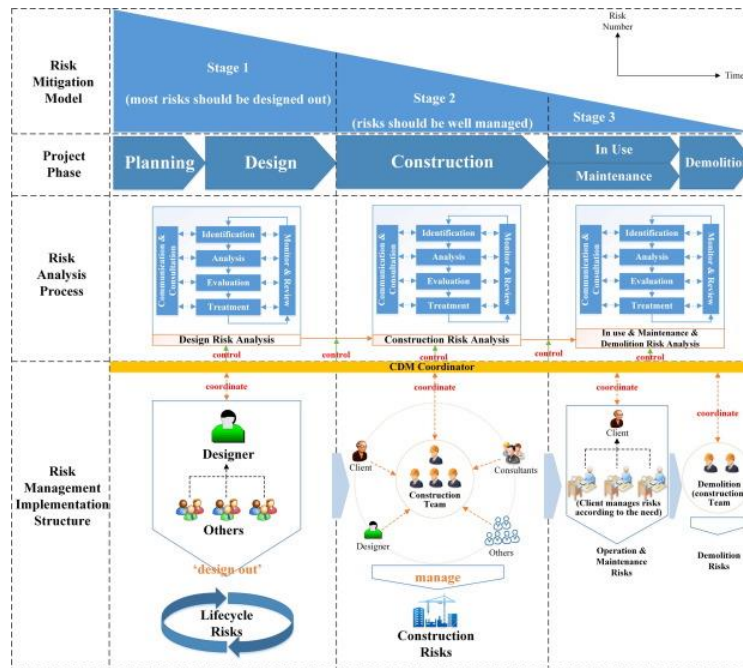 Risk
Mitigation
Model
Stage 1
(most risks should be designed out)
Stage 2
(risks should be well managed)
Stage 3
Risk
Number
Time
Project
Phase
Planning
Design
Construction
In Use
Maintenance
Demolition
Risk
Analysis
Process
Communication &
Consultation
Identification
Analysis
Evaluation
Treatment
Monitor & Review
Design Risk Analysis
Communication &
Consultation
Identification
Analysis
Evaluation
Treatment
Monitor & Review
Construction Risk Analysis
Communication &
Consultation
Identification
Analysis
Evaluation
Treatment
Monitor & Review
In use & Maintenance &
Demolition Risk Analysis
control
control
control
control
control
CDM Coordinator
Risk
Management
Implementation
Structure
coordinate
Designer
Others
'design out'
Lifecycle
Risks
coordinate
Client
Consultants
Construction
Team
Designer
Others
manage
Construction
Risks
coordinate
Client
(Client manages risks
according to the need)
Operation &
Maintenance
Risks
coordinate
Demolition
(construction
Team
Demolition
Risks